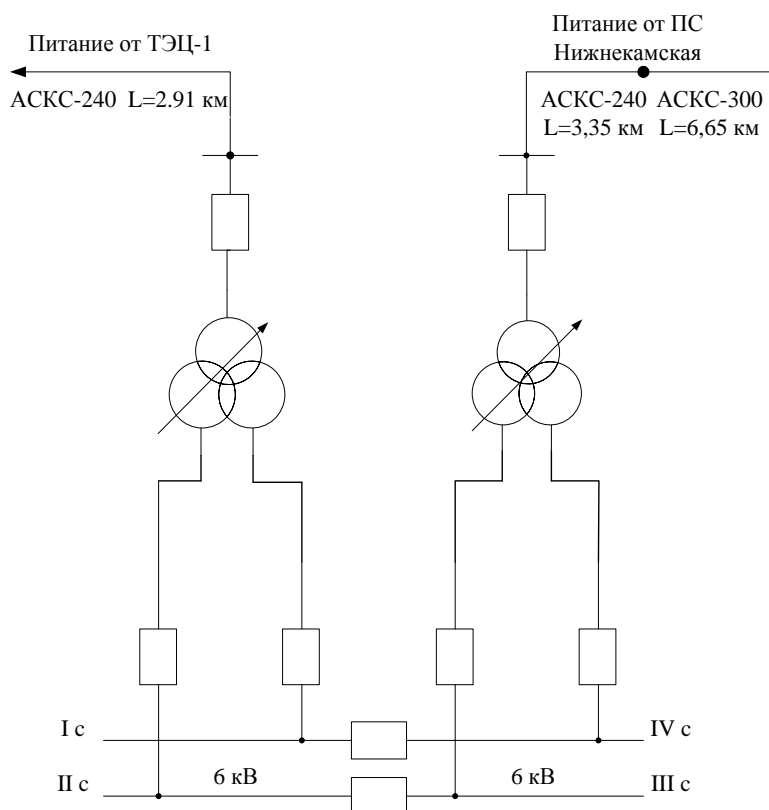 Питание от ТЭЦ-1
АСКС-240 L=2.91 км
Питание от ПС
Нижнекамская
АСКС-240 АСКС-300
L=3,35 км L=6,65 км
I с
IV с
II с
6 кВ
6 кВ
III с